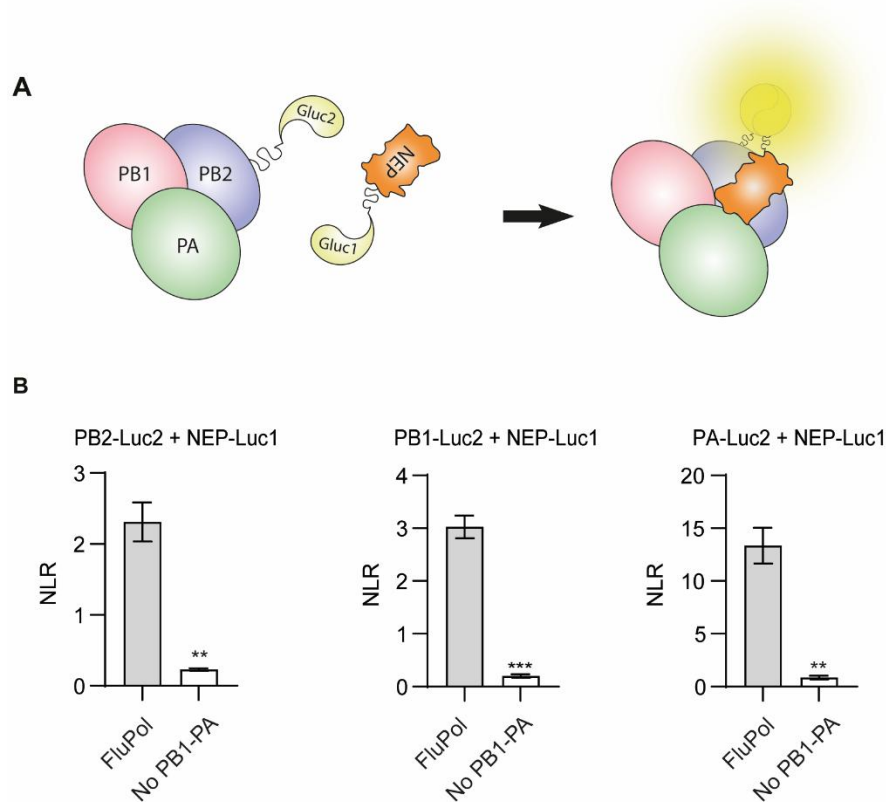 A
PB1
PB2
PA
Gluc2
NEP
Gluc1
B
PB2-Luc2 + NEP-Luc1
NLR
3
2
1
0
**
FluPol
No PB1-PA
PB1-Luc2 + NEP-Luc1
NLR
4
3
2
1
0
***
FluPol
No PB1-PA
PA-Luc2 + NEP-Luc1
NLR
20
15
10
5
0
**
FluPol
No PB1-PA